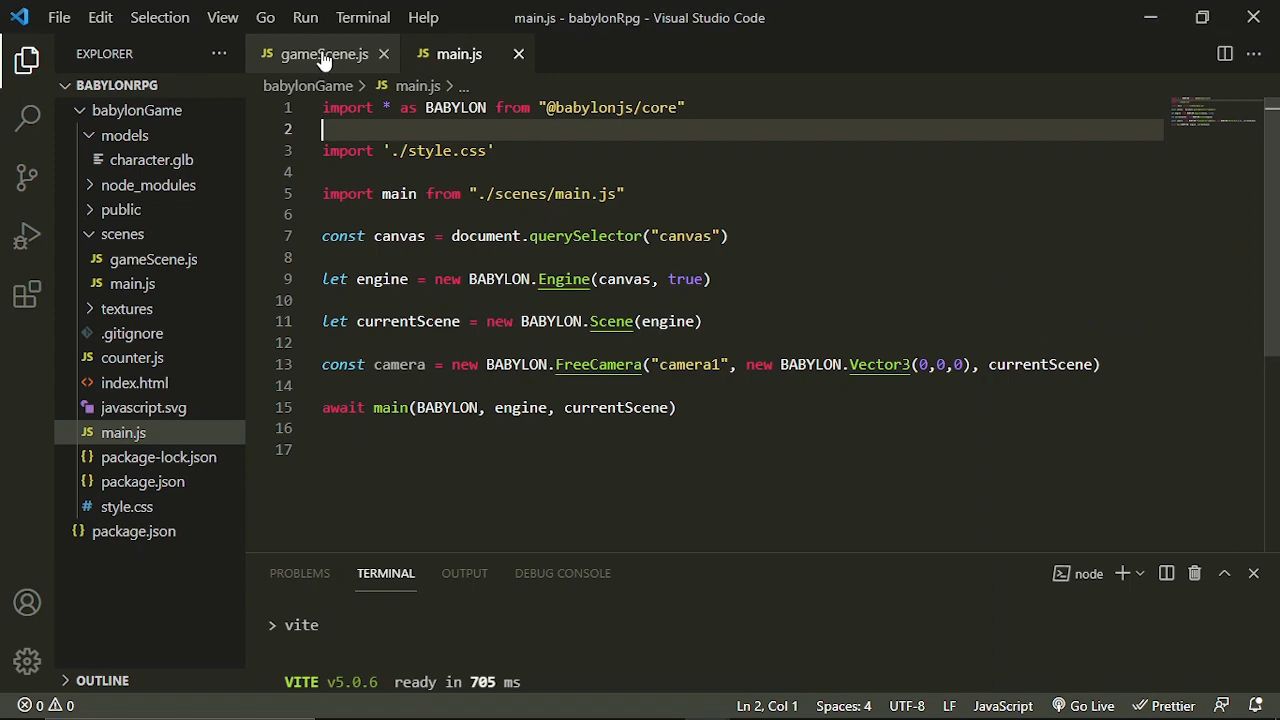 File Edit Selection View Go Run Terminal Help main.js - babylonRpg - Visual Studio Code
EXPLORER
JS gameScene.js
JS main.js
BABYLONRPG
babylonGame
models
character.glb
node_modules
public
scenes
JS gameScene.js
JS main.js
textures
.gitignore
JS counter.js
index.html
javascript.svg
JS main.js
{} package-lock.json
{} package.json
# style.css
{} package.json
OUTLINE
babylonGame > JS main.js > ...
1 import * as BABYLON from "@babylonjs/core"
2
3 import './style.css'
4
5 import main from "./scenes/main.js"
6
7 const canvas = document.querySelector("canvas")
8
9 let engine = new BABYLON.Engine(canvas, true)
10
11 let currentScene = new BABYLON.Scene(engine)
12
13 const camera = new BABYLON.FreeCamera("camera1", new BABYLON.Vector3(0,0,0), currentScene)
14
15 await main(BABYLON, engine, currentScene)
16
17
PROBLEMS TERMINAL OUTPUT DEBUG CONSOLE node
> vite
VITE v5.0.6 ready in 705 ms
0 0 Ln 2, Col 1 Spaces: 4 UTF-8 LF JavaScript Go Live Prettier